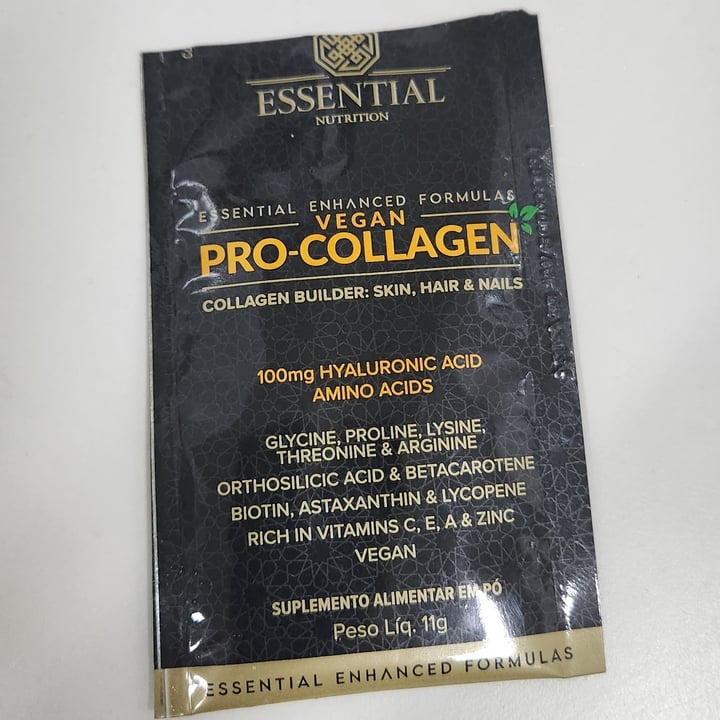 ESSENTIAL
NUTRITION
ESSENTIAL ENHANCED FORMULAS
VEGAN
PRO-COLLAGEN
COLLAGEN BUILDER: SKIN, HAIR & NAILS
100mg HYALURONIC ACID
AMINO ACIDS
GLYCINE, PROLINE, LYSINE,
THREONINE & ARGININE
ORTHOSILICIC ACID & BETACAROTENE
BIOTIN, ASTAXANTHIN & LYCOPENE
RICH IN VITAMINS C, E, A & ZINC
VEGAN
SUPLEMENTO ALIMENTAR EM PÓ
Peso Líq. 11g
ESSENTIAL ENHANCED FORMULAS